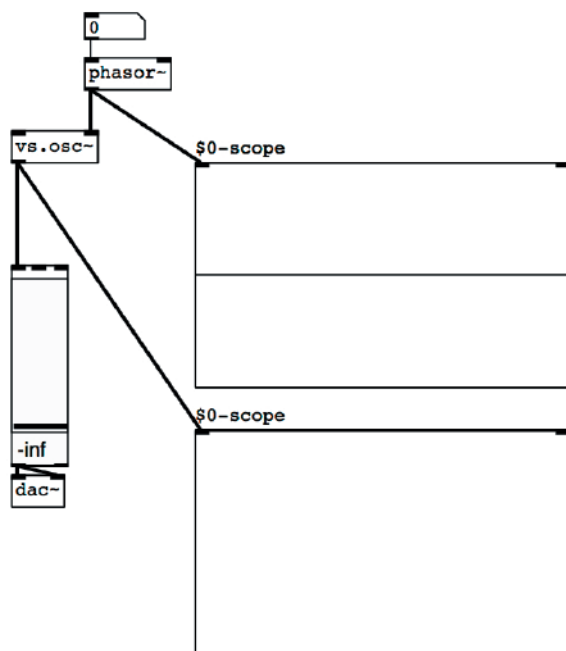 0
phasor~
vs.osc~
$0-scope
$0-scope
-inf
dac~